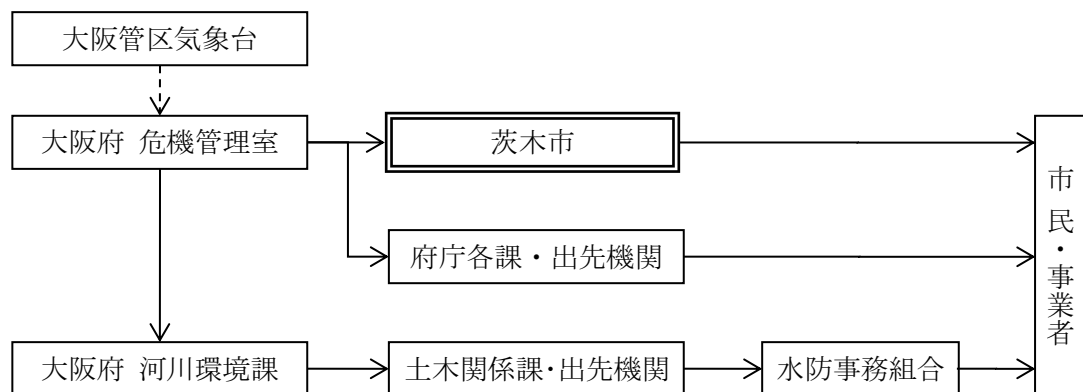 大阪管区気象台
大阪府 危機管理室
茨木市
府庁各課・出先機関
大阪府 河川環境課
土木関係課・出先機関
水防事務組合
市民・事業者